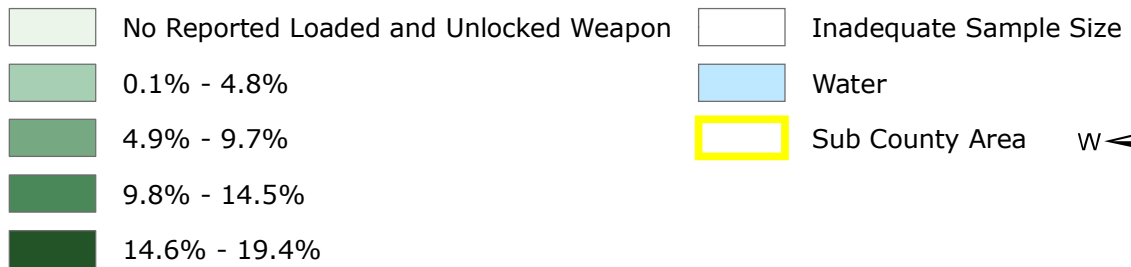 No Reported Loaded and Unlocked Weapon
0.1% - 4.8%
4.9% - 9.7%
9.8% - 14.5%
14.6% - 19.4%
Inadequate Sample Size
Water
Sub County Area
W